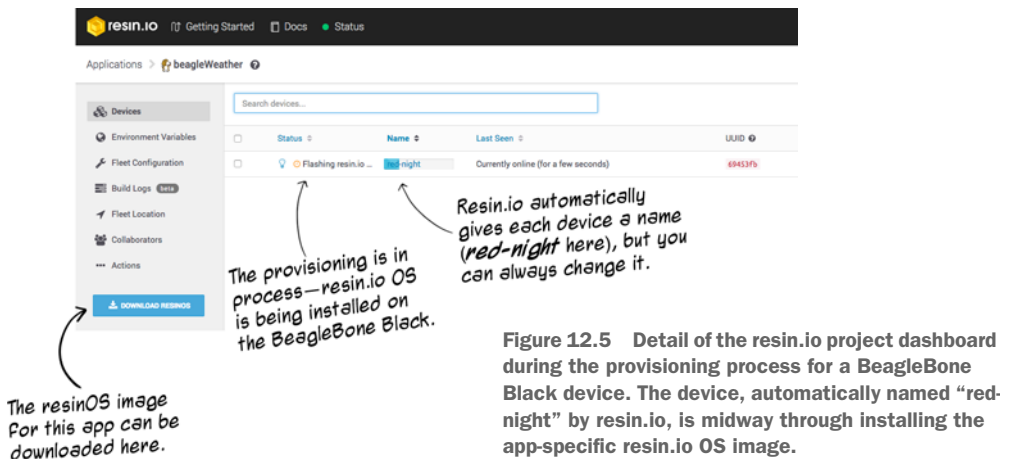 resin.io Getting Started Docs Status
Applications > beagleWeather
Devices
Environment Variables
Fleet Configuration
Build Logs beta
Fleet Location
Collaborators
Actions
DOWNLOAD RESINOS
Search devices...
Status Name Last Seen UUID
Flashing resin.io ... red-night Currently online (for a few seconds) 69453fb
The provisioning is in
process—resin.io OS
is being installed on
the BeagleBone Black.
Resin.io automatically
gives each device a name
(red-night here), but you
can always change it.
The resinOS image
for this app can be
downloaded here.
Figure 12.5 Detail of the resin.io project dashboard
during the provisioning process for a BeagleBone
Black device. The device, automatically named “red-
night” by resin.io, is midway through installing the
app-specific resin.io OS image.